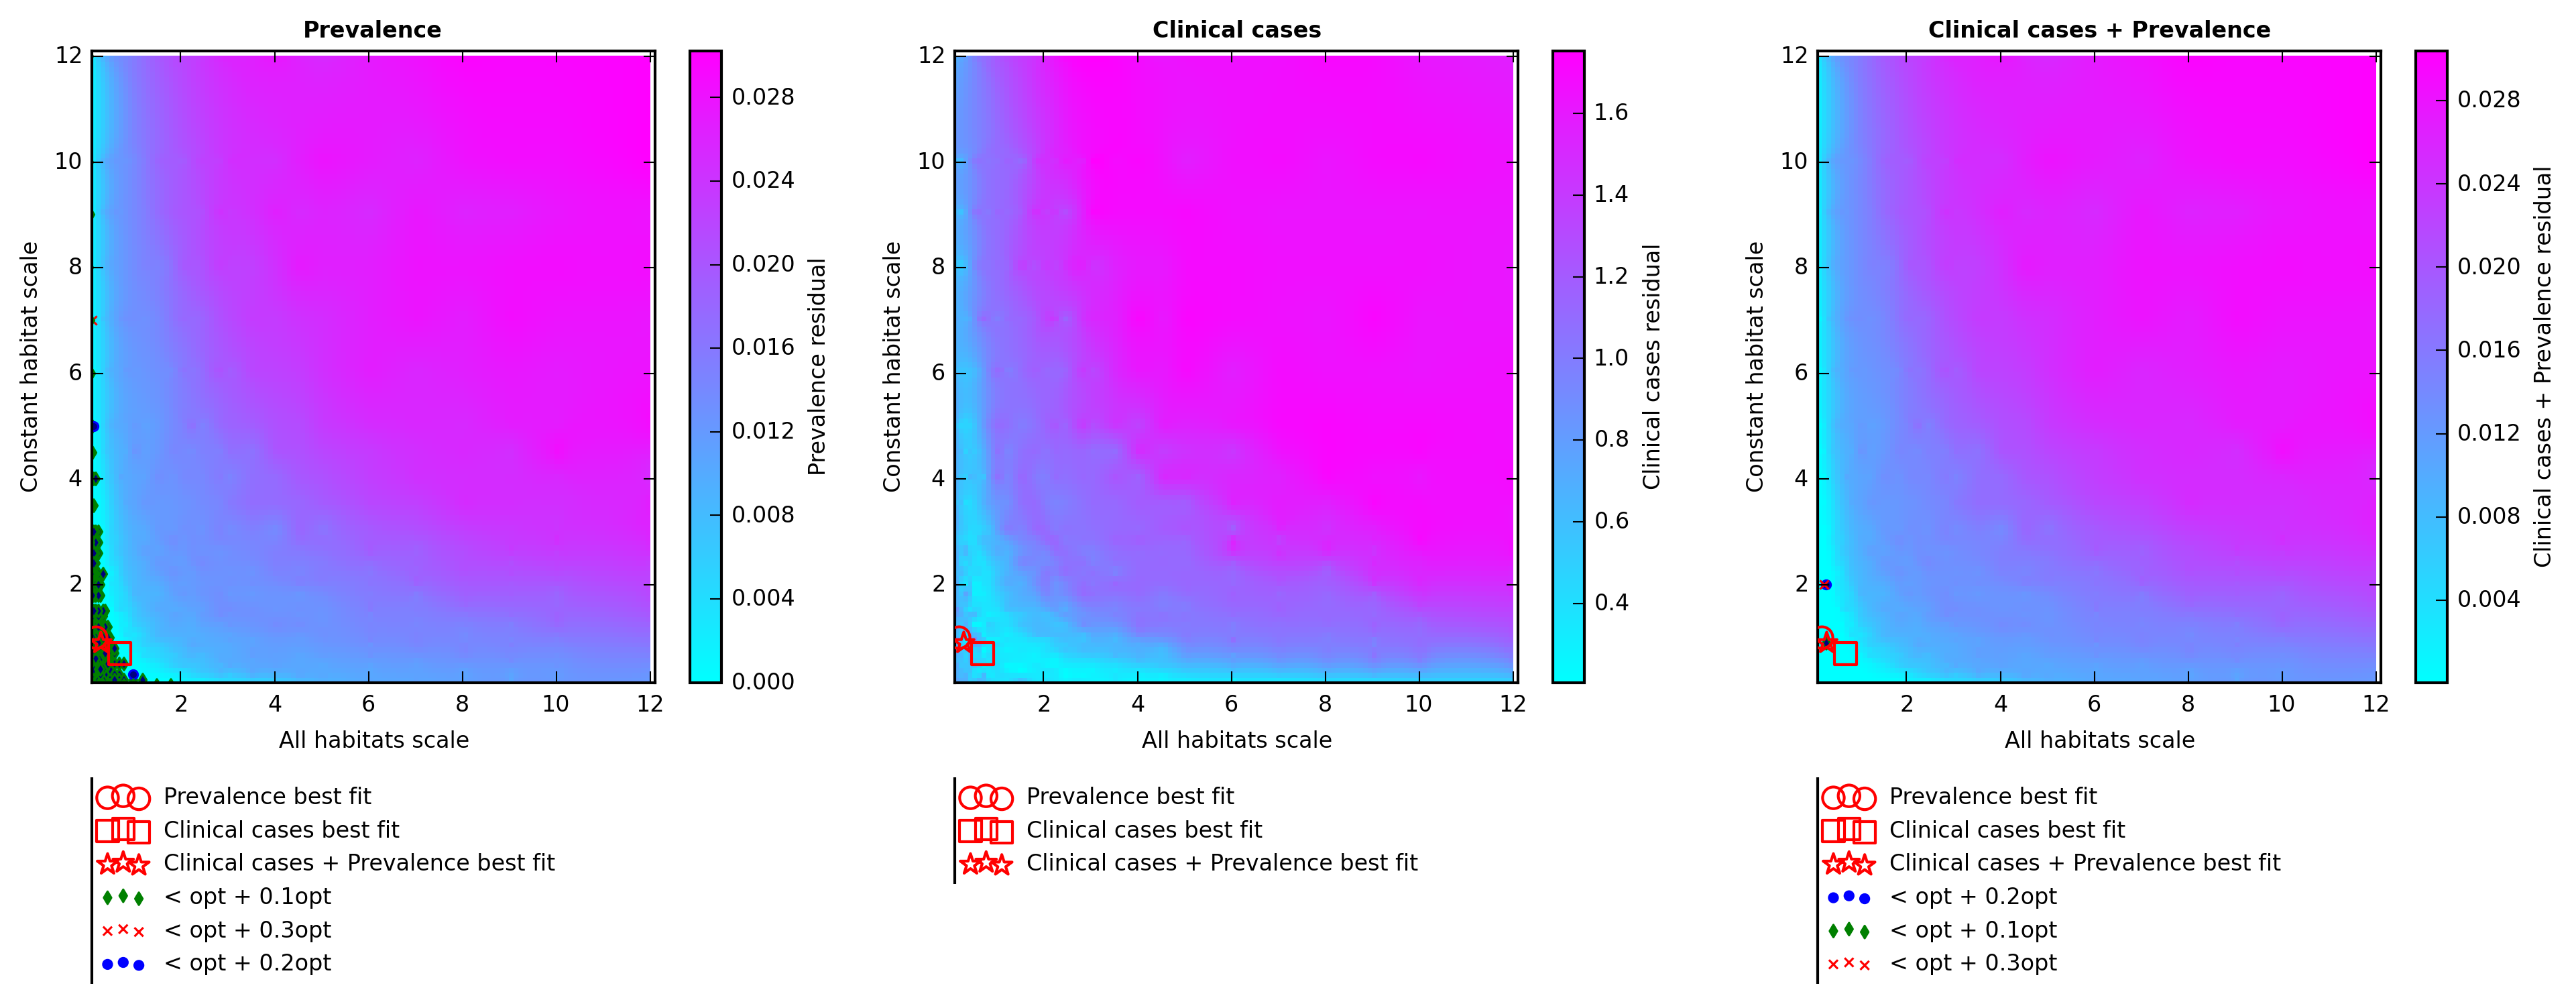 Prevalence
12
10
8
6
4
2
Constant habitat scale
2 4 6 8 10 12
All habitats scale
0.028
0.024
0.020
0.016
0.012
0.008
0.004
0.000
Prevalence residual
Prevalence best fit
Clinical cases best fit
Clinical cases + Prevalence best fit
< opt + 0.1opt
< opt + 0.3opt
< opt + 0.2opt
Clinical cases
12
10
8
6
4
2
Constant habitat scale
2 4 6 8 10 12
All habitats scale
1.6
1.4
1.2
1.0
0.8
0.6
0.4
Clinical cases residual
Prevalence best fit
Clinical cases best fit
Clinical cases + Prevalence best fit
Clinical cases + Prevalence
12
10
8
6
4
2
Constant habitat scale
2 4 6 8 10 12
All habitats scale
0.028
0.024
0.020
0.016
0.012
0.008
0.004
Clinical cases + Prevalence residual
Prevalence best fit
Clinical cases best fit
Clinical cases + Prevalence best fit
< opt + 0.2opt
< opt + 0.1opt
< opt + 0.3opt